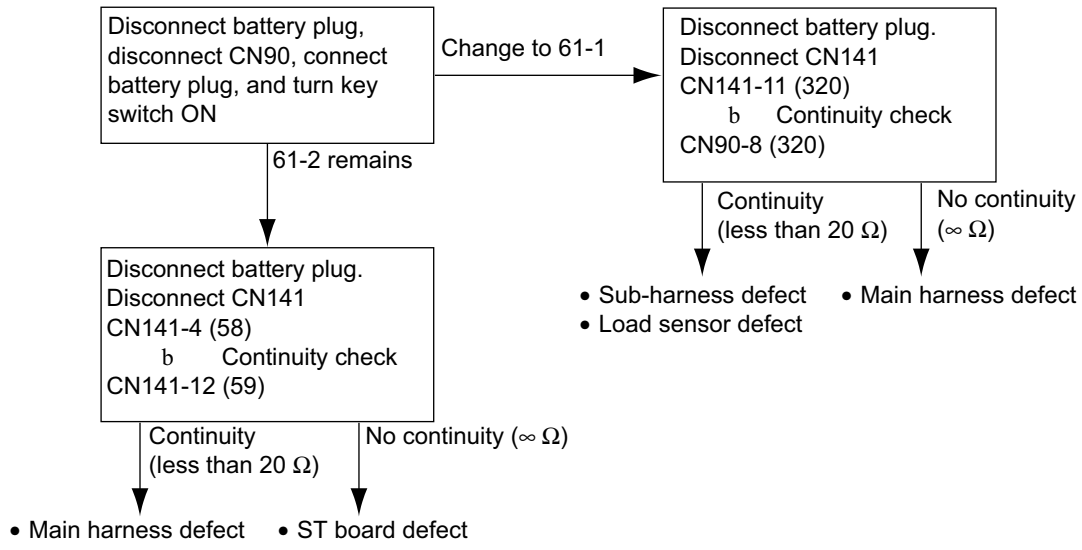 Disconnect battery plug,
disconnect CN90, connect
battery plug, and turn key
switch ON
Change to 61-1
Disconnect battery plug.
Disconnect CN141
CN141-11 (320)
b Continuity check
CN90-8 (320)
61-2 remains
Continuity
(less than 20 Ω)
No continuity
(∞ Ω)
• Sub-harness defect
• Load sensor defect
• Main harness defect
Disconnect battery plug.
Disconnect CN141
CN141-4 (58)
b Continuity check
CN141-12 (59)
Continuity
(less than 20 Ω)
No continuity (∞ Ω)
• Main harness defect
• ST board defect